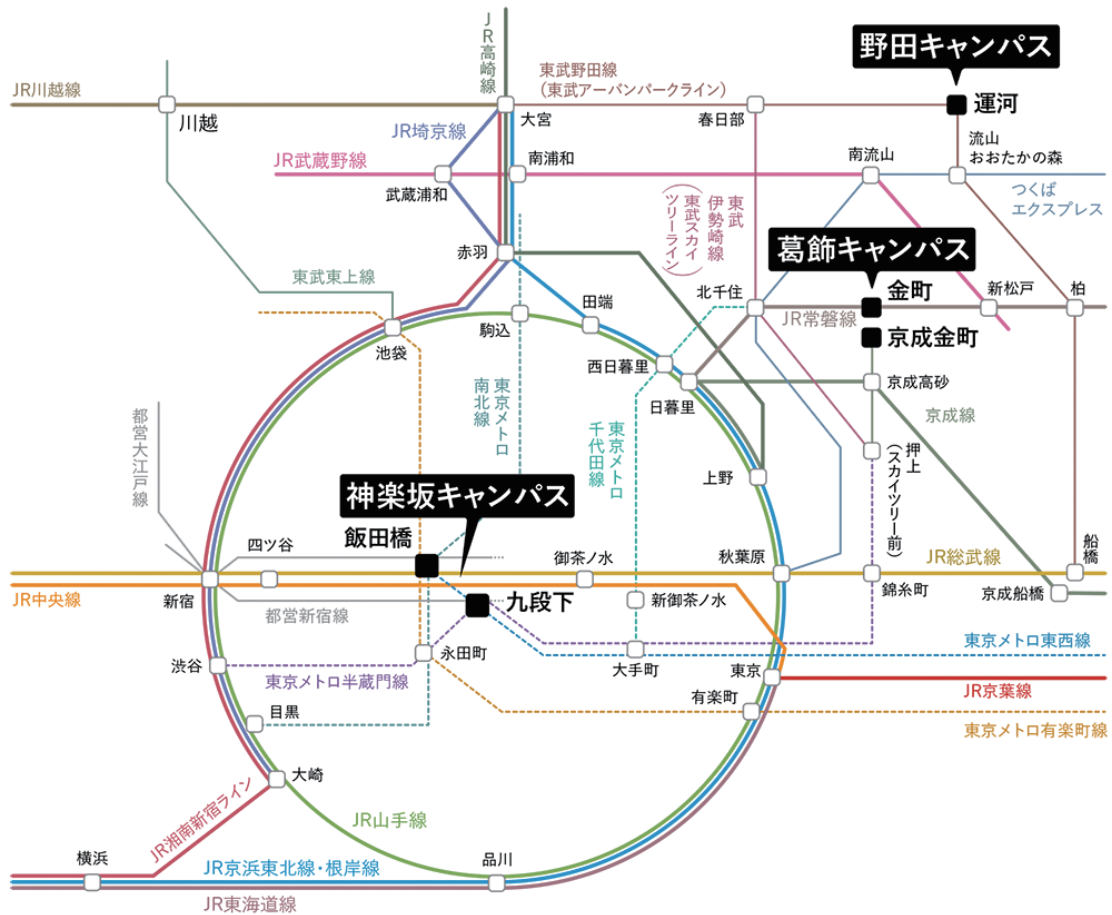 JR高崎線
野田キャンパス
東武野田線
（東武アーバンパークライン）
JR川越線
運河
川越
大宮
春日部
JR埼京線
流山
おおたかの森
南浦和
南流山
JR武蔵野線
武蔵浦和
つくば
エクスプレス
東武
伊勢崎線
（東武スカイ
ツリーライン）
葛飾キャンパス
赤羽
東武東上線
北千住
金町
新松戸
柏
田端
JR常磐線
駒込
京成金町
池袋
西日暮里
日暮里
京成高砂
東京メトロ
南北線
京成線
都営大江戸線
東京メトロ
千代田線
押上
（スカイツリー前）
上野
神楽坂キャンパス
飯田橋
四ツ谷
御茶ノ水
秋葉原
JR総武線
船橋
JR中央線
新宿
九段下
新御茶ノ水
錦糸町
京成船橋
都営新宿線
東京メトロ東西線
渋谷
永田町
大手町
東京
東京メトロ半蔵門線
JR京葉線
有楽町
目黒
東京メトロ有楽町線
大崎
JR湘南新宿ライン
JR山手線
横浜
JR京浜東北線・根岸線
品川
JR東海道線